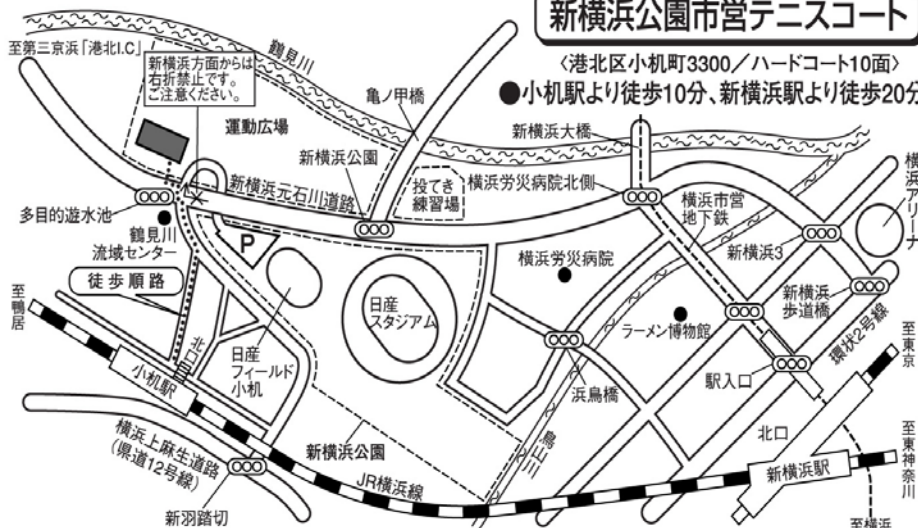 新横浜公園市営テニスコート
〈港北区小机町3300／ハードコート10面〉
●小机駅より徒歩10分、新横浜駅より徒歩20分
至第三京浜「港北I.C」
新横浜方面からは
右折禁止です。
ご注意ください。
鶴見川
亀ノ甲橋
運動広場
新横浜公園
新横浜大橋
新横浜元石川道路
投てき
練習場
横浜労災病院北側
横浜市営
地下鉄
横浜アリーナ
多目的遊水池
鶴見川
流域センター
P
横浜労災病院
新横浜3
徒歩順路
日産
スタジアム
新横浜
歩道橋
至鴨居
ラーメン博物館
環状2号線
至東京
北口
日産
フィールド
小机
小机駅
浜鳥橋
駅入口
鳥山川
北口
横浜上麻生道路
(県道12号線)
新横浜公園
JR横浜線
新横浜駅
至東神奈川
新羽踏切
至横浜